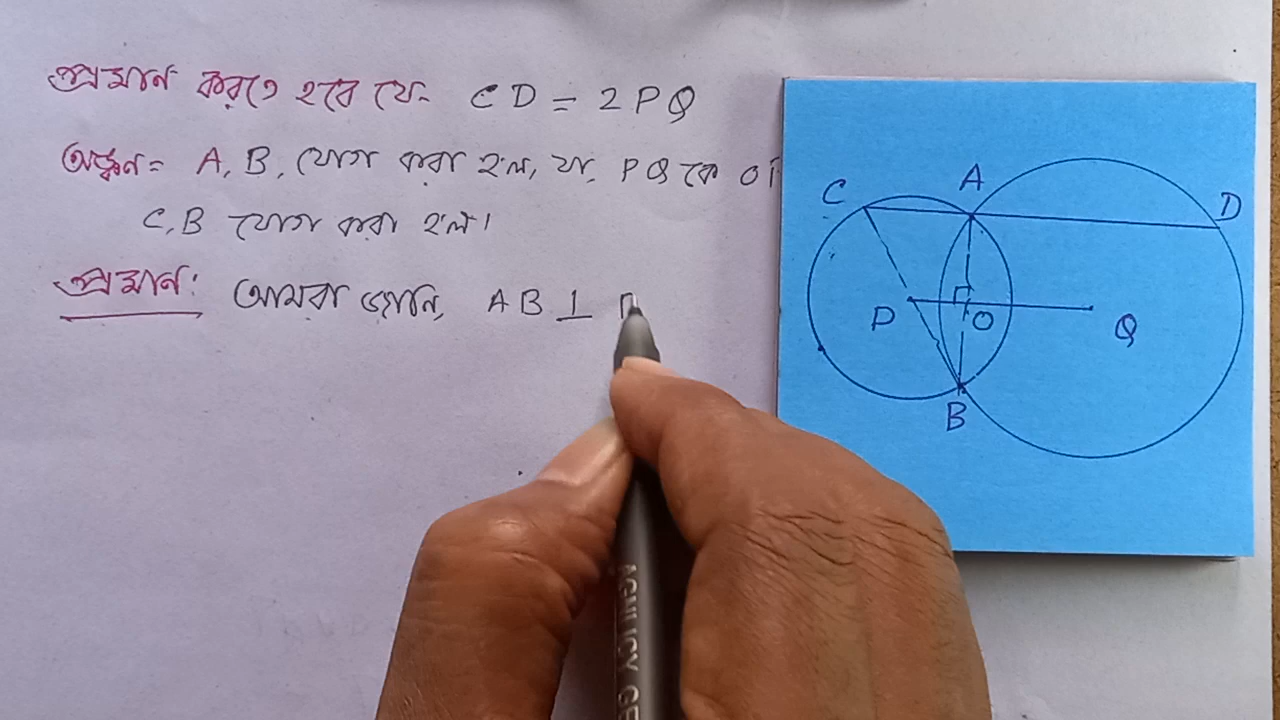 প্রমান করতে হবে যে- CD = 2PQ
অঙ্কন= A, B, যোগ করা হল, যা, PQ কে Oি
C, B যোগ করা হল।
প্রমান: আমরা জানি, AB ⊥
C
A
D
P
O
Q
B